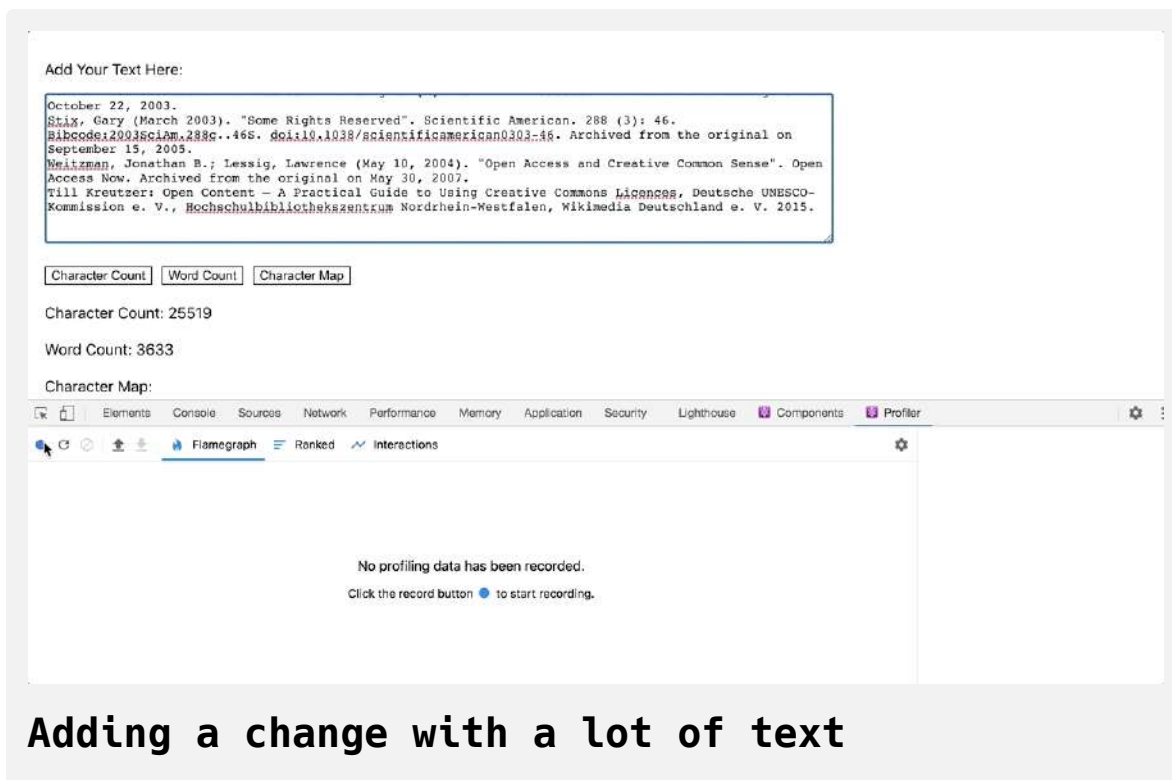 Add Your Text Here:
October 22, 2003.
Stix, Gary (March 2003). "Some Rights Reserved". Scientific American. 288 (3): 46.
Bibcode:2003SciAm.288c..46S. doi:10.1038/scientificamerican0303-46. Archived from the original on
September 15, 2005.
Weitzman, Jonathan B.; Lessig, Lawrence (May 10, 2004). "Open Access and Creative Common Sense". Open
Access Now. Archived from the original on May 30, 2007.
Till Kreutzer: Open Content – A Practical Guide to Using Creative Commons Licences, Deutsche UNESCO-
Kommission e. V., Hochschulbibliothekszentrum Nordrhein-Westfalen, Wikimedia Deutschland e. V. 2015.
Character Count Word Count Character Map
Character Count: 25519
Word Count: 3633
Character Map:
Elements Console Sources Network Performance Memory Application Security Lighthouse Components Profiler
Flamegraph Ranked Interactions
No profiling data has been recorded.
Click the record button to start recording.
Adding a change with a lot of text